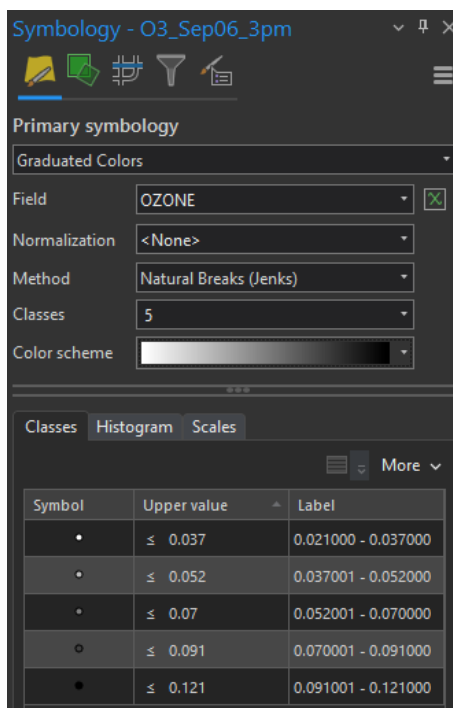 Symbology - O3_Sep06_3pm
Primary symbology
Graduated Colors
Field OZONE
Normalization <None>
Method Natural Breaks (Jenks)
Classes 5
Color scheme
Classes Histogram Scales
More
Symbol Upper value Label
≤ 0.037 0.021000 - 0.037000
≤ 0.052 0.037001 - 0.052000
≤ 0.07 0.052001 - 0.070000
≤ 0.091 0.070001 - 0.091000
≤ 0.121 0.091001 - 0.121000